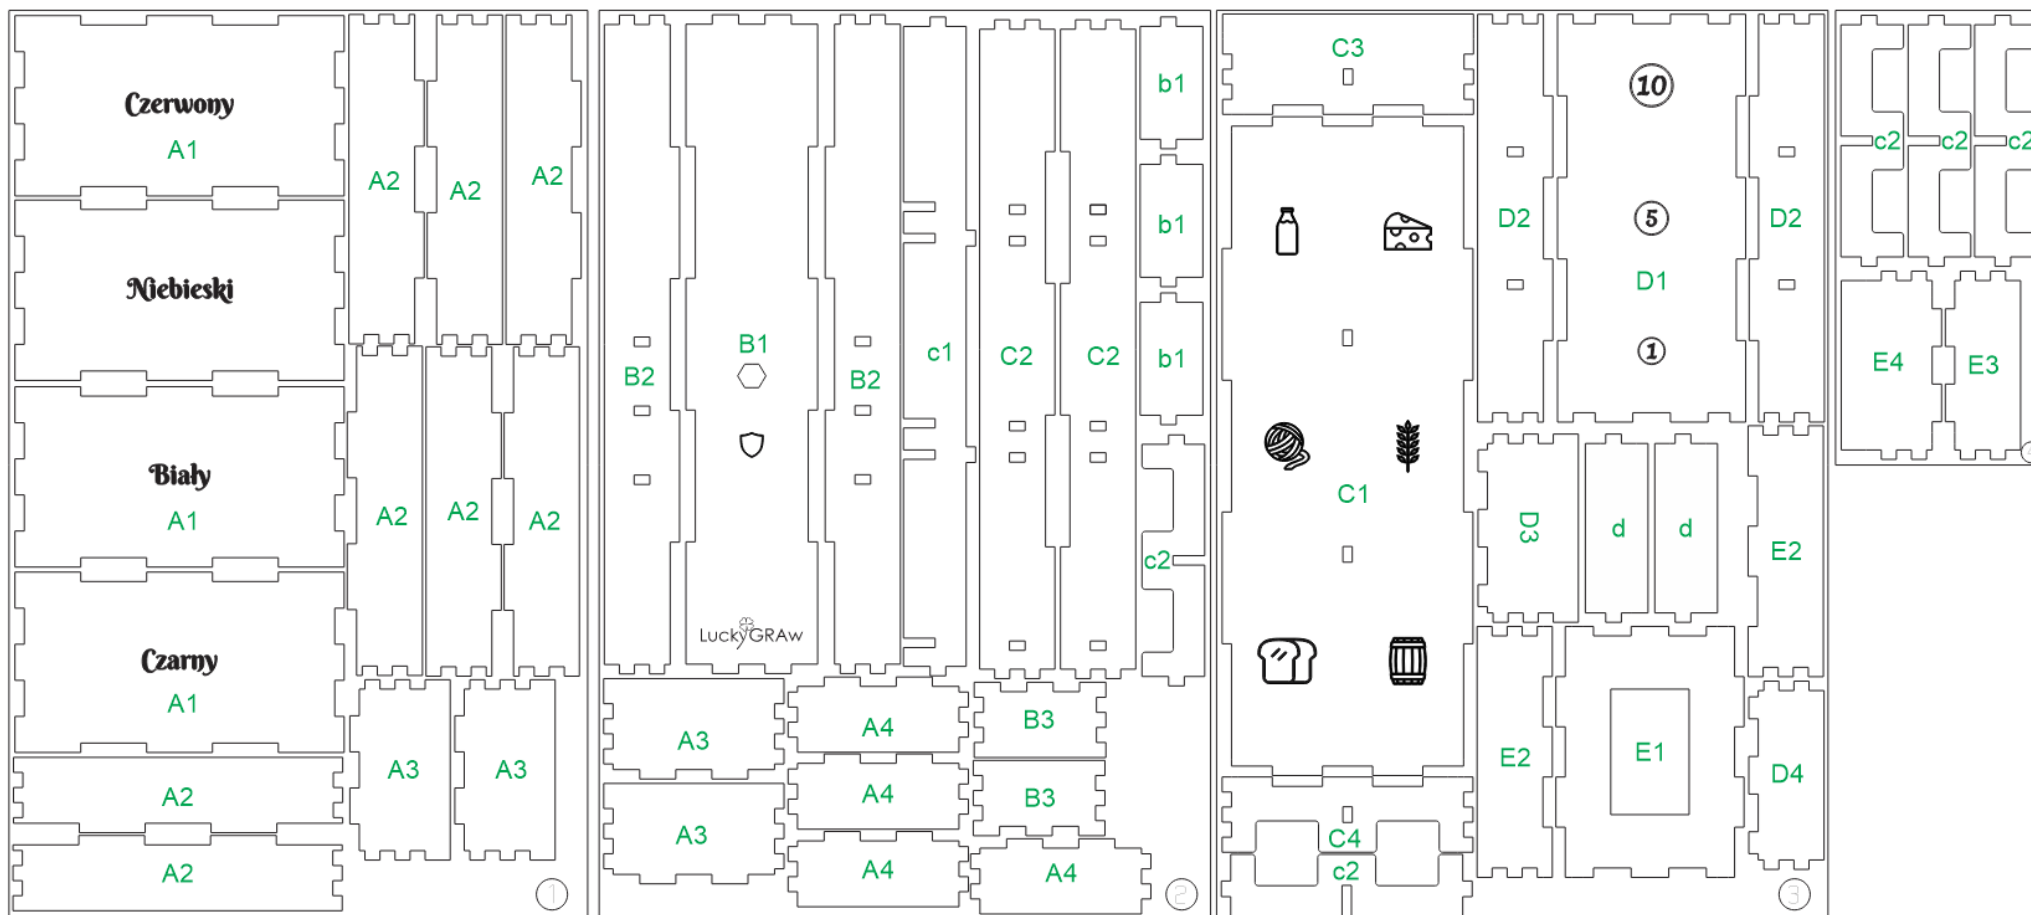 Czerwony
A1
Niebieski
Biały
A1
Czarny
A1
A2
A2
A2
A2
A2
A2
A2
A2
A3
A3
1
B2
B1
LuckyGRAw
B2
c1
C2
C2
b1
b1
b1
c2
A3
A3
A4
A4
A4
B3
B3
A4
2
C3
C1
C4
c2
D2
10
5
D1
1
D2
D3
d
d
E2
E2
E1
D4
3
c2
c2
c2
E4
E3